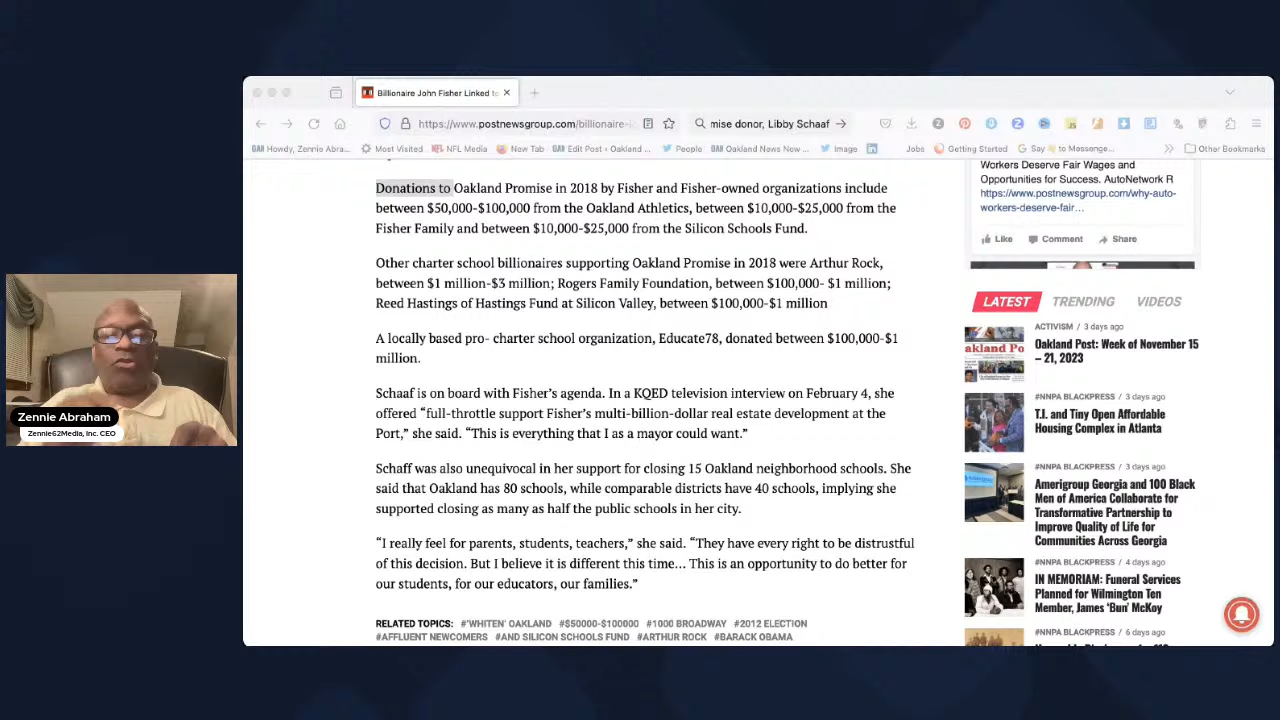 Billionaire John Fisher Linked to
https://www.postnewsgroup.com/billionaire-
mise donor, Libby Schaaf
Howdy, Zennie Abra...
Most Visited
NFL Media
New Tab
Edit Post ‹ Oakland ...
People
Oakland News Now ...
Image
Jobs
Getting Started
Say 👋 to Messenge...
Other Bookmarks
Donations to Oakland Promise in 2018 by Fisher and Fisher-owned organizations include
between $50,000-$100,000 from the Oakland Athletics, between $10,000-$25,000 from the
Fisher Family and between $10,000-$25,000 from the Silicon Schools Fund.
Other charter school billionaires supporting Oakland Promise in 2018 were Arthur Rock,
between $1 million-$3 million; Rogers Family Foundation, between $100,000- $1 million;
Reed Hastings of Hastings Fund at Silicon Valley, between $100,000-$1 million
A locally based pro- charter school organization, Educate78, donated between $100,000-$1
million.
Schaaf is on board with Fisher’s agenda. In a KQED television interview on February 4, she
offered “full-throttle support Fisher’s multi-billion-dollar real estate development at the
Port,” she said. “This is everything that I as a mayor could want.”
Schaff was also unequivocal in her support for closing 15 Oakland neighborhood schools. She
said that Oakland has 80 schools, while comparable districts have 40 schools, implying she
supported closing as many as half the public schools in her city.
“I really feel for parents, students, teachers,” she said. “They have every right to be distrustful
of this decision. But I believe it is different this time… This is an opportunity to do better for
our students, for our educators, our families.”
RELATED TOPICS: #'WHITEN' OAKLAND #$50000-$100000 #1000 BROADWAY #2012 ELECTION
#AFFLUENT NEWCOMERS #AND SILICON SCHOOLS FUND #ARTHUR ROCK #BARACK OBAMA
Workers Deserve Fair Wages and
Opportunities for Success. AutoNetwork R
https://www.postnewsgroup.com/why-auto-
workers-deserve-fair…
Like Comment Share
LATEST TRENDING VIDEOS
ACTIVISM / 3 days ago
Oakland Post: Week of November 15
– 21, 2023
#NNPA BLACKPRESS / 3 days ago
T.I. and Tiny Open Affordable
Housing Complex in Atlanta
#NNPA BLACKPRESS / 3 days ago
Amerigroup Georgia and 100 Black
Men of America Collaborate for
Transformative Partnership to
Improve Quality of Life for
Communities Across Georgia
#NNPA BLACKPRESS / 4 days ago
IN MEMORIAM: Funeral Services
Planned for Wilmington Ten
Member, James ‘Bun’ McKoy
#NNPA BLACKPRESS / 6 days ago
Zennie Abraham
Zennie62Media, Inc. CEO